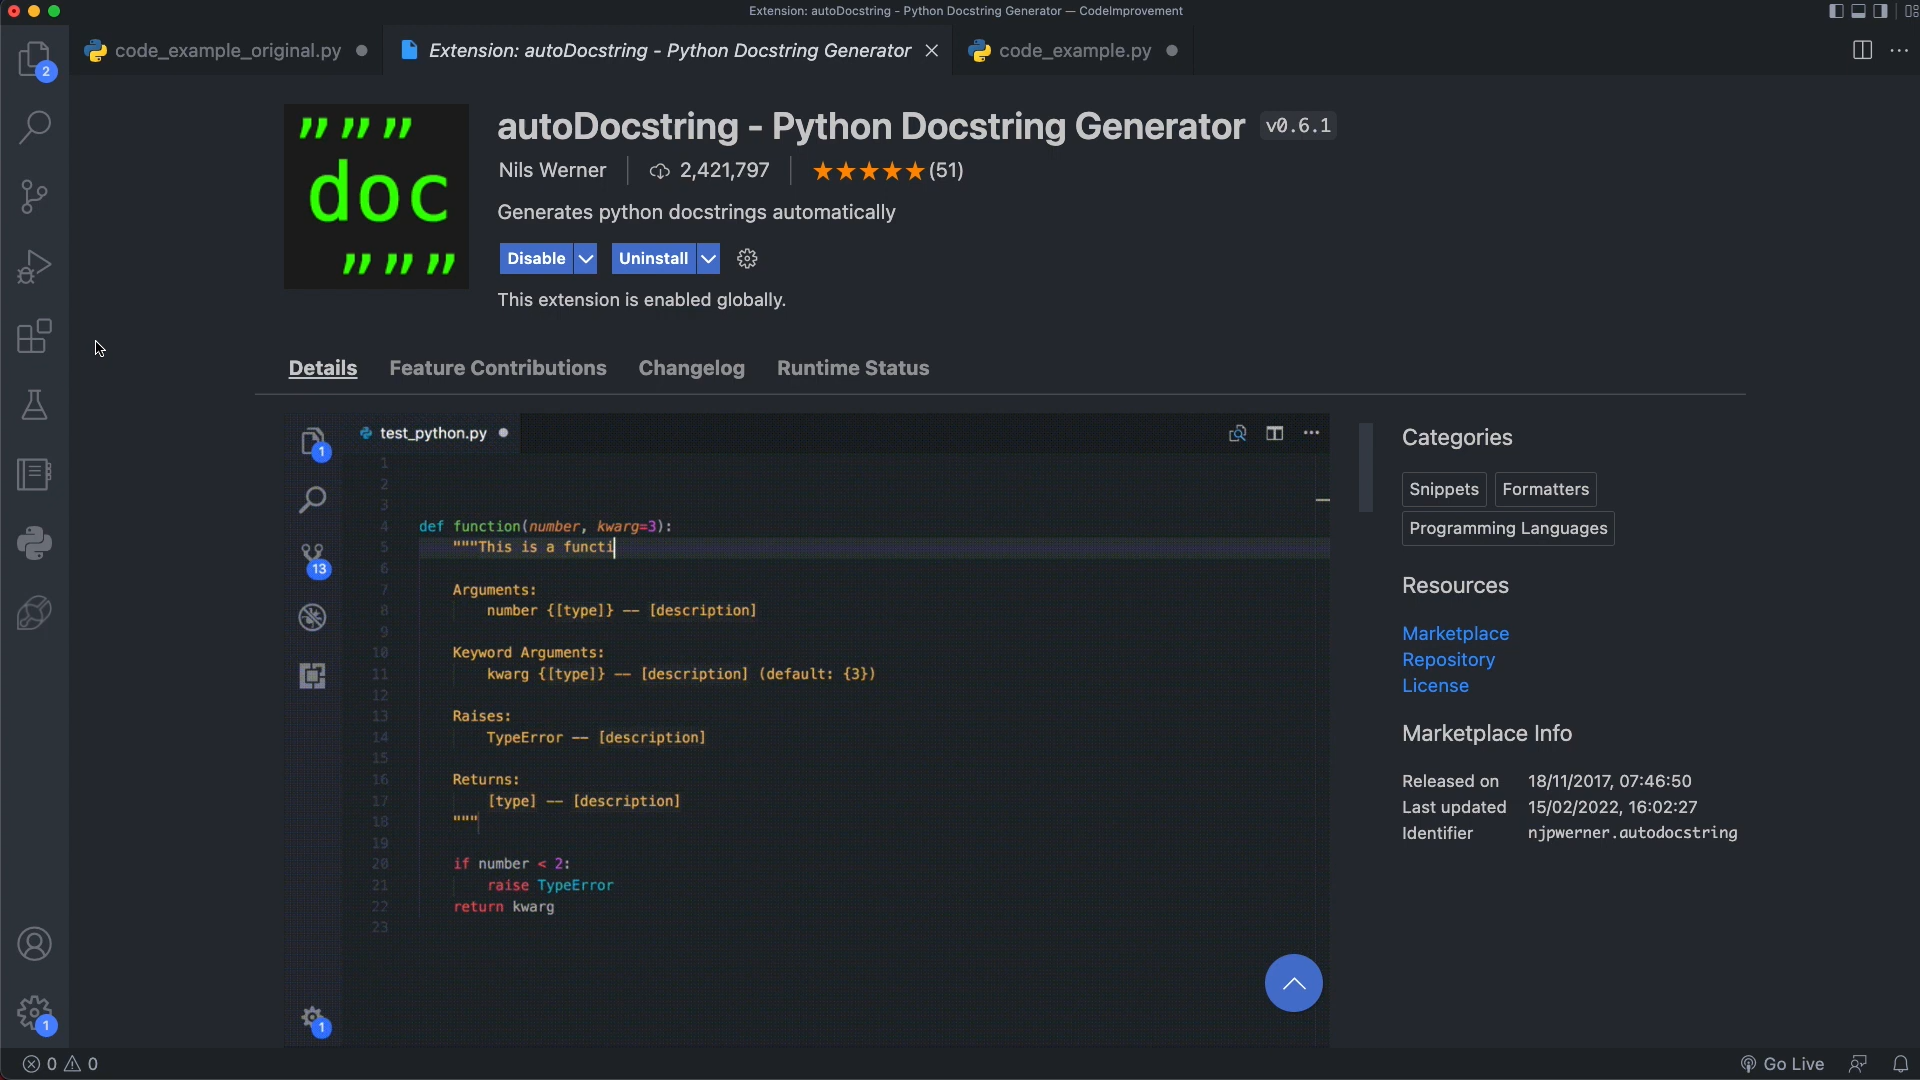 Extension: autoDocstring - Python Docstring Generator — CodeImprovement
code_example_original.py
Extension: autoDocstring - Python Docstring Generator
code_example.py
2
""" 
doc
"""
autoDocstring - Python Docstring Generator v0.6.1
Nils Werner 2,421,797 (51)
Generates python docstrings automatically
Disable Uninstall
This extension is enabled globally.
Details Feature Contributions Changelog Runtime Status
test_python.py
1
13
1
1
2
3
4 def function(number, kwarg=3):
5 """This is a functi
6
7 Arguments:
8 number {[type]} -- [description]
9
10 Keyword Arguments:
11 kwarg {[type]} -- [description] (default: {3})
12
13 Raises:
14 TypeError -- [description]
15
16 Returns:
17 [type] -- [description]
18 """
19
20 if number < 2:
21 raise TypeError
22 return kwarg
23
Categories
Snippets Formatters
Programming Languages
Resources
Marketplace
Repository
License
Marketplace Info
Released on 18/11/2017, 07:46:50
Last updated 15/02/2022, 16:02:27
Identifier njpwerner.autodocstring
1
0 0
Go Live